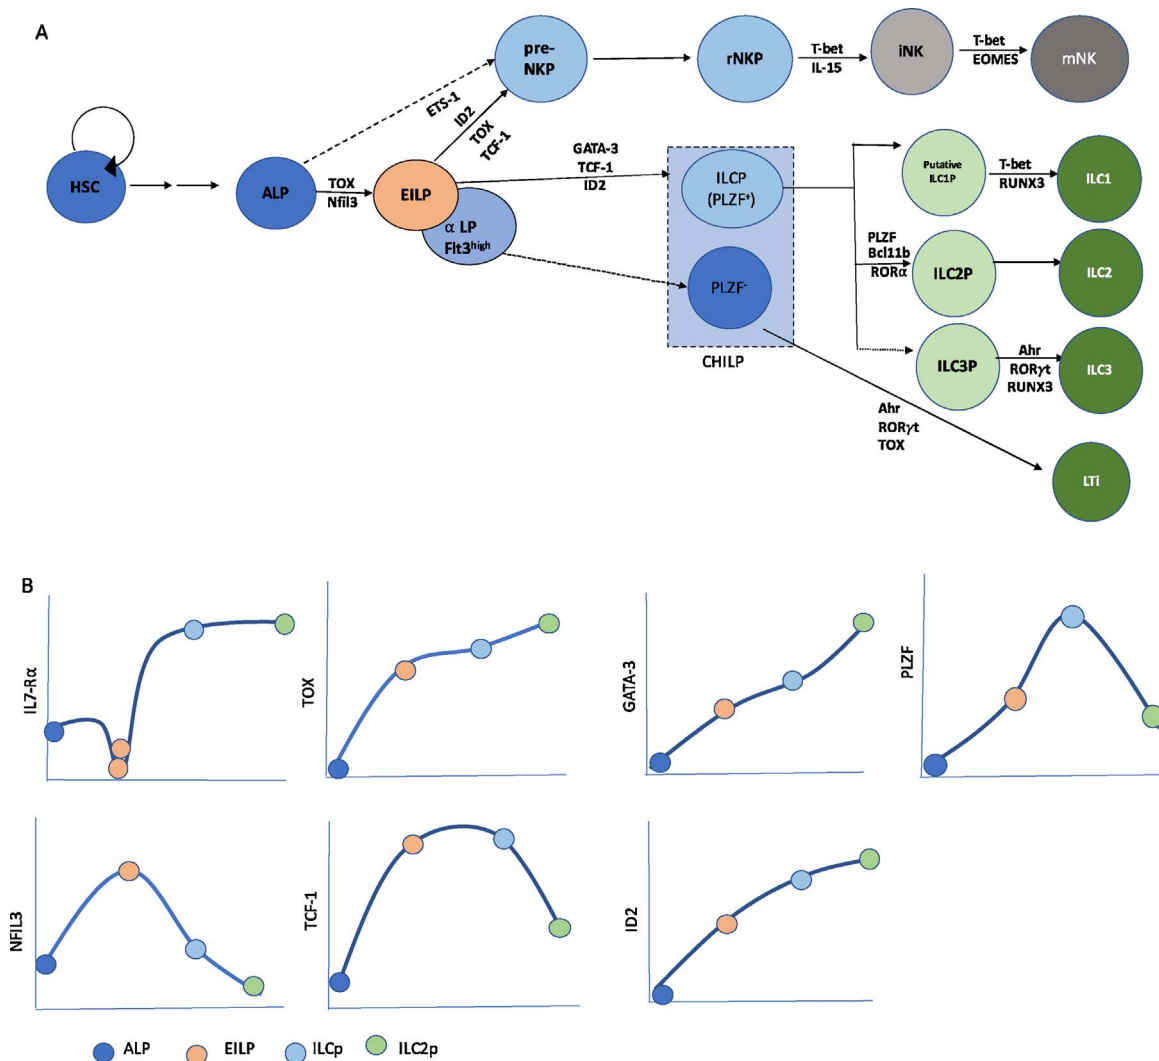 A
pre-
NKP
rNKP
T-bet
IL-15
iNK
T-bet
EOMES
mNK
ETS-1
ID2
TOX
TCF-1
HSC
ALP
TOX
Nfil3
EILP
α LP
Flt3high
GATA-3
TCF-1
ID2
ILCP
(PLZF+)
PLZF-
CHILP
Putative
ILC1P
T-bet
RUNX3
ILC1
PLZF
Bcl11b
RORα
ILC2P
ILC2
ILC3P
Ahr
RORγt
RUNX3
ILC3
Ahr
RORγt
TOX
LTi
B
IL7-Rα
TOX
GATA-3
PLZF
NFIL3
TCF-1
ID2
ALP
EILP
ILCp
ILC2p